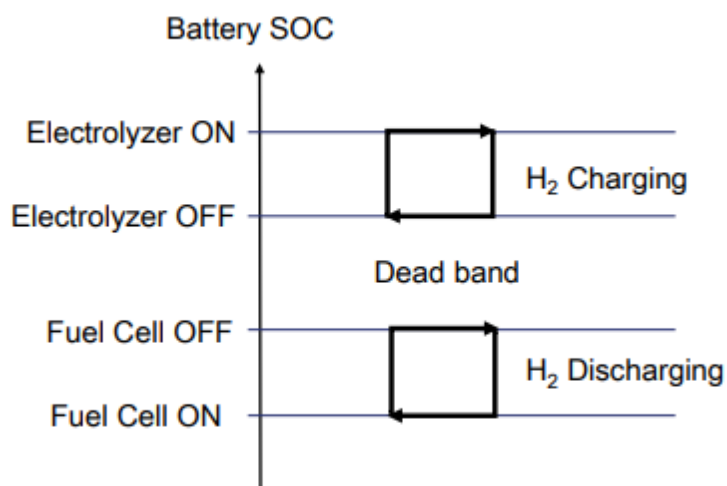 Battery SOC
Electrolyzer ON
H₂ Charging
Electrolyzer OFF
Dead band
Fuel Cell OFF
H₂ Discharging
Fuel Cell ON